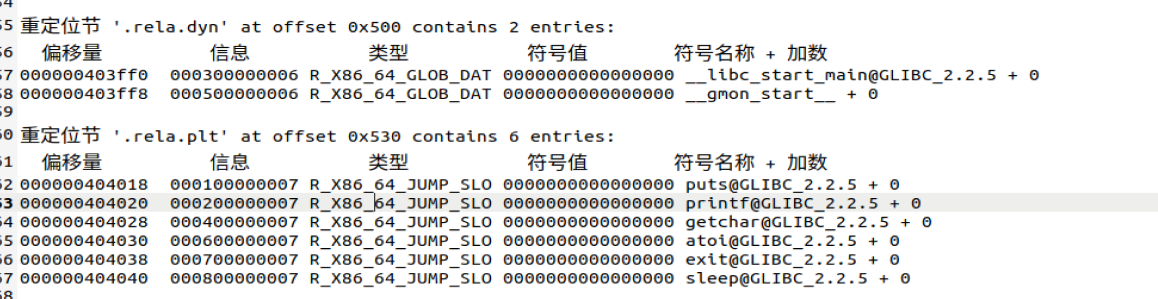 55 重定位节 '.rela.dyn' at offset 0x500 contains 2 entries:
56 偏移量 信息 类型 符号值 符号名称 + 加数
57 000000403ff0 000300000006 R_X86_64_GLOB_DAT 0000000000000000 __libc_start_main@GLIBC_2.2.5 + 0
58 000000403ff8 000500000006 R_X86_64_GLOB_DAT 0000000000000000 __gmon_start__ + 0
59
60 重定位节 '.rela.plt' at offset 0x530 contains 6 entries:
61 偏移量 信息 类型 符号值 符号名称 + 加数
62 000000404018 000100000007 R_X86_64_JUMP_SLO 0000000000000000 puts@GLIBC_2.2.5 + 0
63 000000404020 000200000007 R_X86_64_JUMP_SLO 0000000000000000 printf@GLIBC_2.2.5 + 0
64 000000404028 000400000007 R_X86_64_JUMP_SLO 0000000000000000 getchar@GLIBC_2.2.5 + 0
65 000000404030 000600000007 R_X86_64_JUMP_SLO 0000000000000000 atoi@GLIBC_2.2.5 + 0
66 000000404038 000700000007 R_X86_64_JUMP_SLO 0000000000000000 exit@GLIBC_2.2.5 + 0
67 000000404040 000800000007 R_X86_64_JUMP_SLO 0000000000000000 sleep@GLIBC_2.2.5 + 0